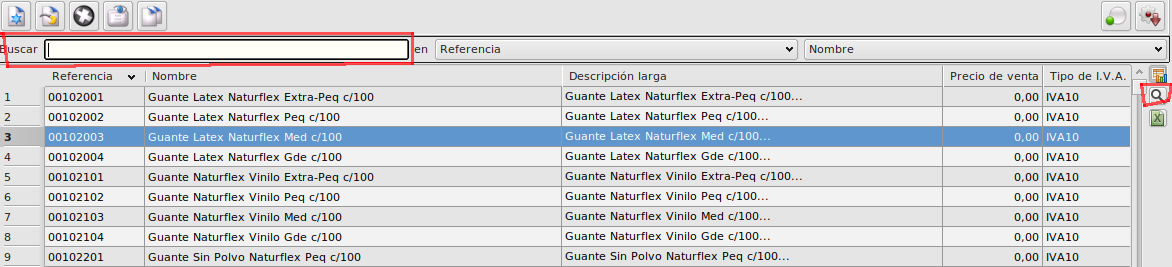 Buscar en Referencia Nombre
Referencia Nombre Descripción larga Precio de venta Tipo de I.V.A.
1 00102001 Guante Latex Naturflex Extra-Peq c/100 Guante Latex Naturflex Extra-Peq c/100... 0,00 IVA10
2 00102002 Guante Latex Naturflex Peq c/100 Guante Latex Naturflex Peq c/100... 0,00 IVA10
3 00102003 Guante Latex Naturflex Med c/100 Guante Latex Naturflex Med c/100... 0,00 IVA10
4 00102004 Guante Latex Naturflex Gde c/100 Guante Latex Naturflex Gde c/100... 0,00 IVA10
5 00102101 Guante Naturflex Vinilo Extra-Peq c/100 Guante Naturflex Vinilo Extra-Peq c/100... 0,00 IVA10
6 00102102 Guante Naturflex Vinilo Peq c/100 Guante Naturflex Vinilo Peq c/100... 0,00 IVA10
7 00102103 Guante Naturflex Vinilo Med c/100 Guante Naturflex Vinilo Med c/100... 0,00 IVA10
8 00102104 Guante Naturflex Vinilo Gde c/100 Guante Naturflex Vinilo Gde c/100... 0,00 IVA10
9 00102201 Guante Sin Polvo Naturflex Peq c/100 Guante Sin Polvo Naturflex Peq c/100... 0,00 IVA10